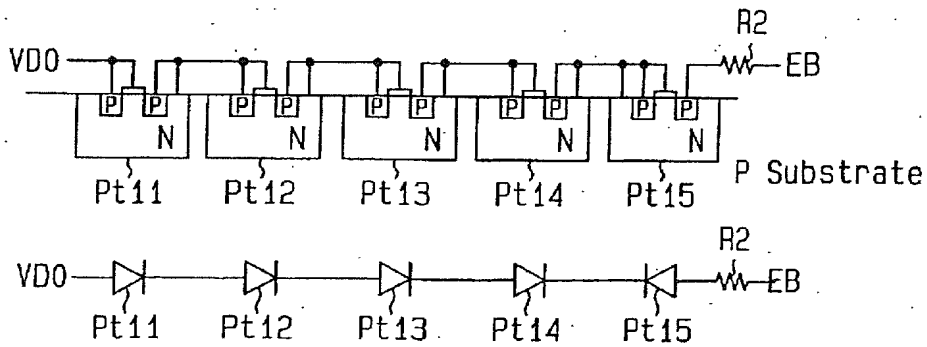 R2
VDO EB
P P P P P P P P P P
N N N N N
Pt11 Pt12 Pt13 Pt14 Pt15 P Substrate
R2
VDO EB
Pt11 Pt12 Pt13 Pt14 Pt15